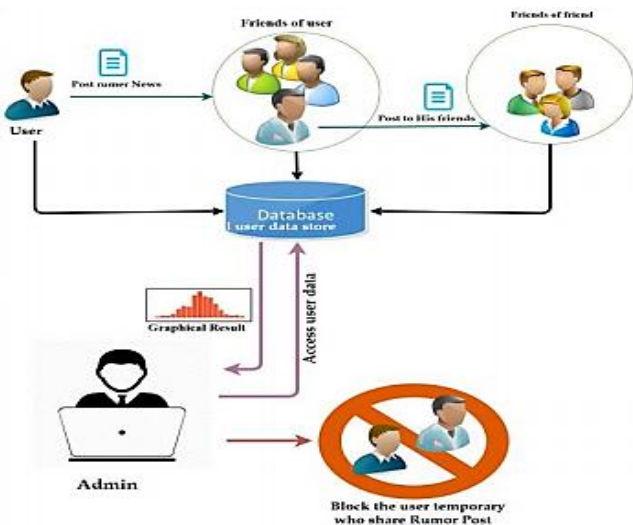 Friends of user
Friends of friend
Post rumer News
Post to His friends
User
Database
l user data store
Graphical Result
Access user data
Admin
Block the user temporary
who share Rumor Post